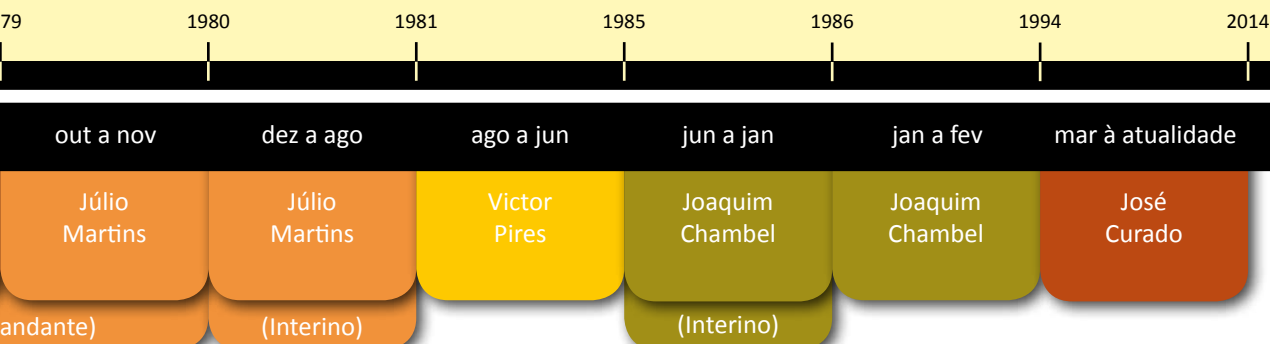 79 1980 1981 1985 1986 1994 2014
out a nov dez a ago ago a jun jun a jan jan a fev mar à atualidade
Júlio Júlio Victor Joaquim Joaquim José
Martins Martins Pires Chambel Chambel Curado
andante) (Interino) (Interino)